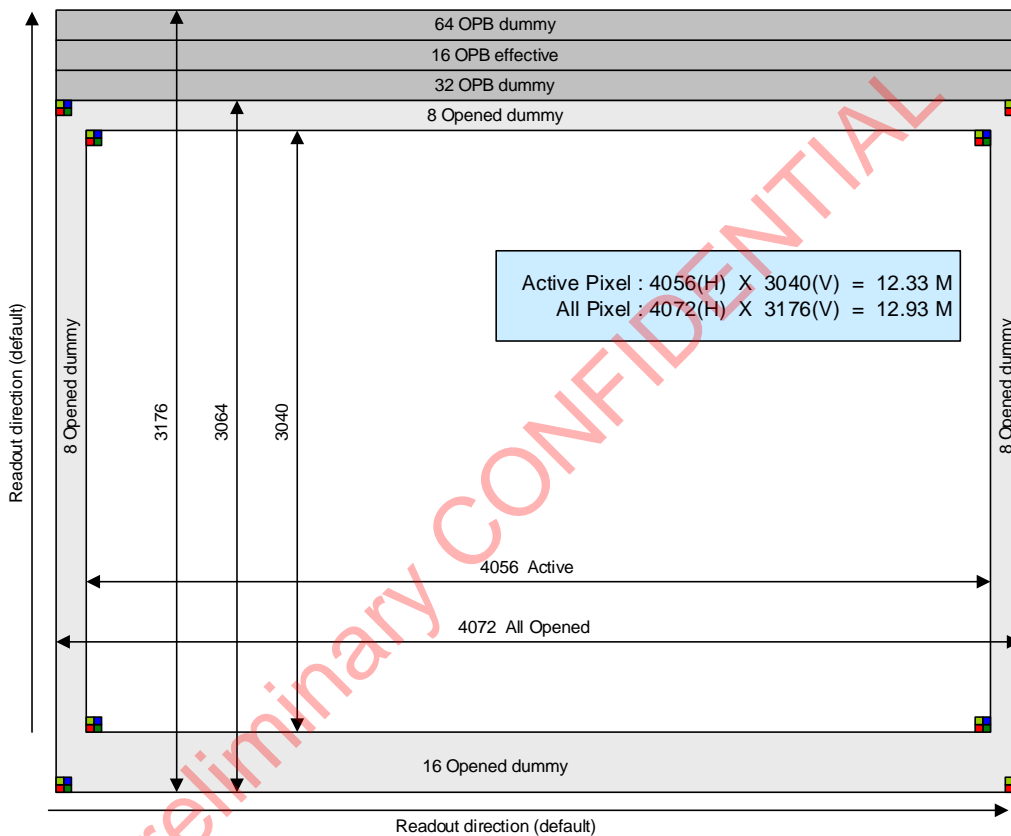 64 OPB dummy
16 OPB effective
32 OPB dummy
8 Opened dummy
Active Pixel : 4056(H) X 3040(V) = 12.33 M
All Pixel : 4072(H) X 3176(V) = 12.93 M
Readout direction (default)
8 Opened dummy
3176
3064
3040
8 Opened dummy
4056 Active
4072 All Opened
16 Opened dummy
Readout direction (default)
reliminary CONFIDENTIAL